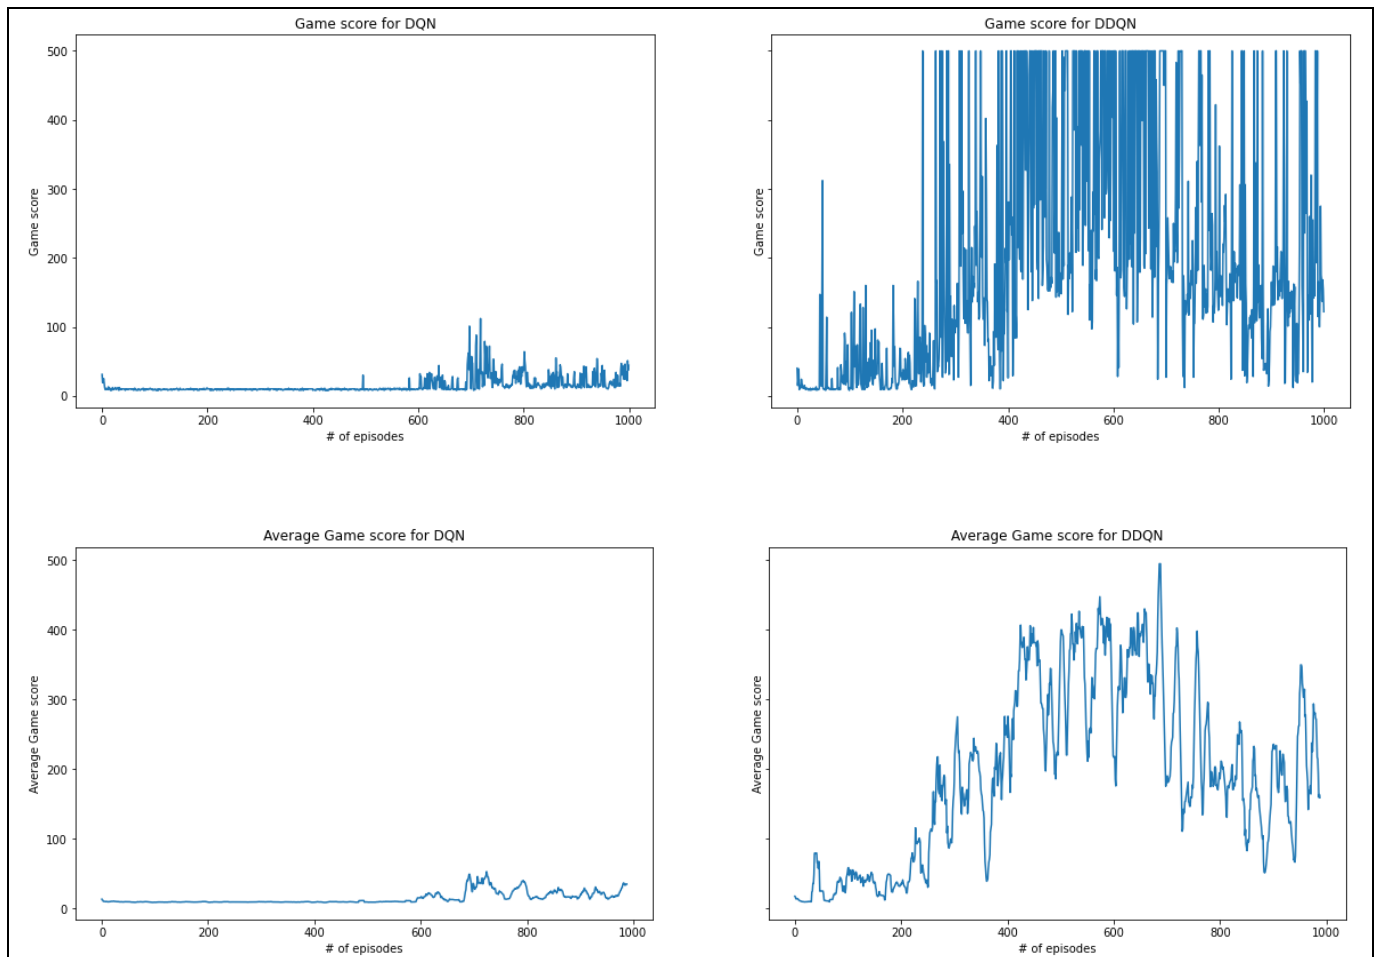 Game score for DQN
500
400
300
200
100
0
Game score
0 200 400 600 800 1000
# of episodes
Game score for DDQN
Game score
0 200 400 600 800 1000
# of episodes
Average Game score for DQN
500
400
300
200
100
0
Average Game score
0 200 400 600 800 1000
# of episodes
Average Game score for DDQN
Average Game score
0 200 400 600 800 1000
# of episodes